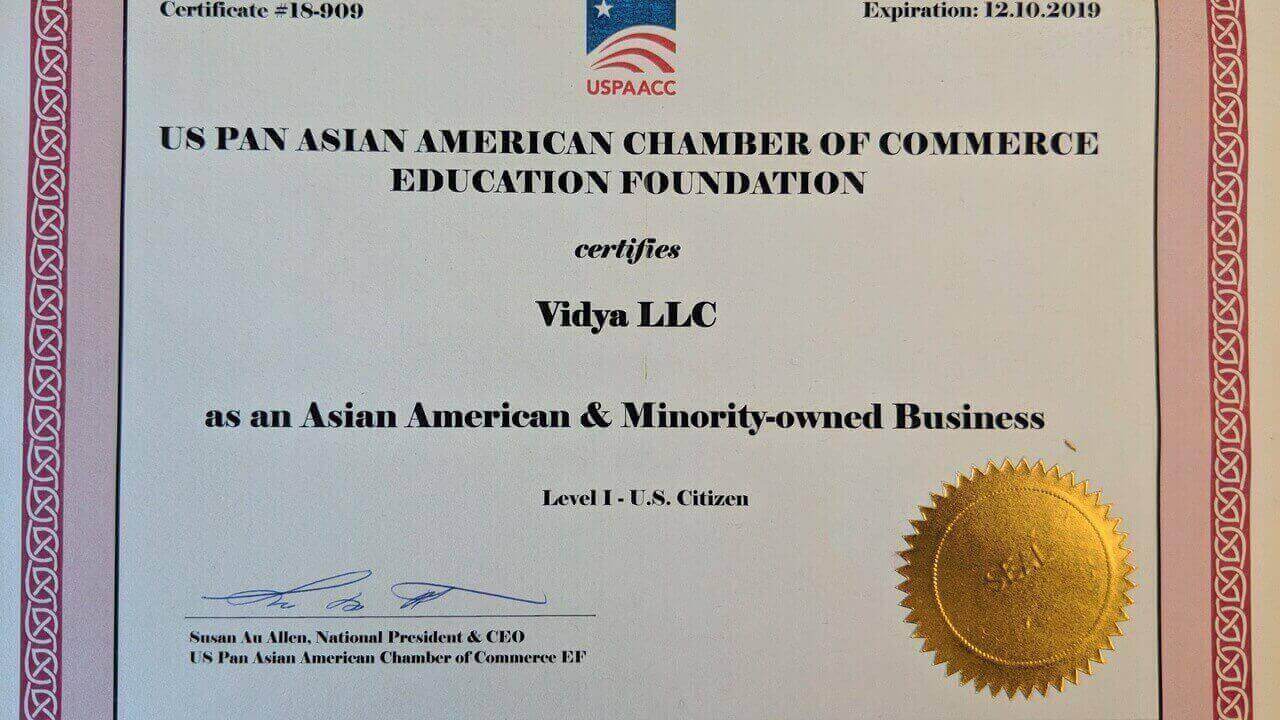 Certificate #18-909
Expiration: 12.10.2019
USPAACC
US PAN ASIAN AMERICAN CHAMBER OF COMMERCE
EDUCATION FOUNDATION
certifies
Vidya LLC
as an Asian American & Minority-owned Business
Level I - U.S. Citizen
SEAL
Susan Au Allen, National President & CEO
US Pan Asian American Chamber of Commerce EF